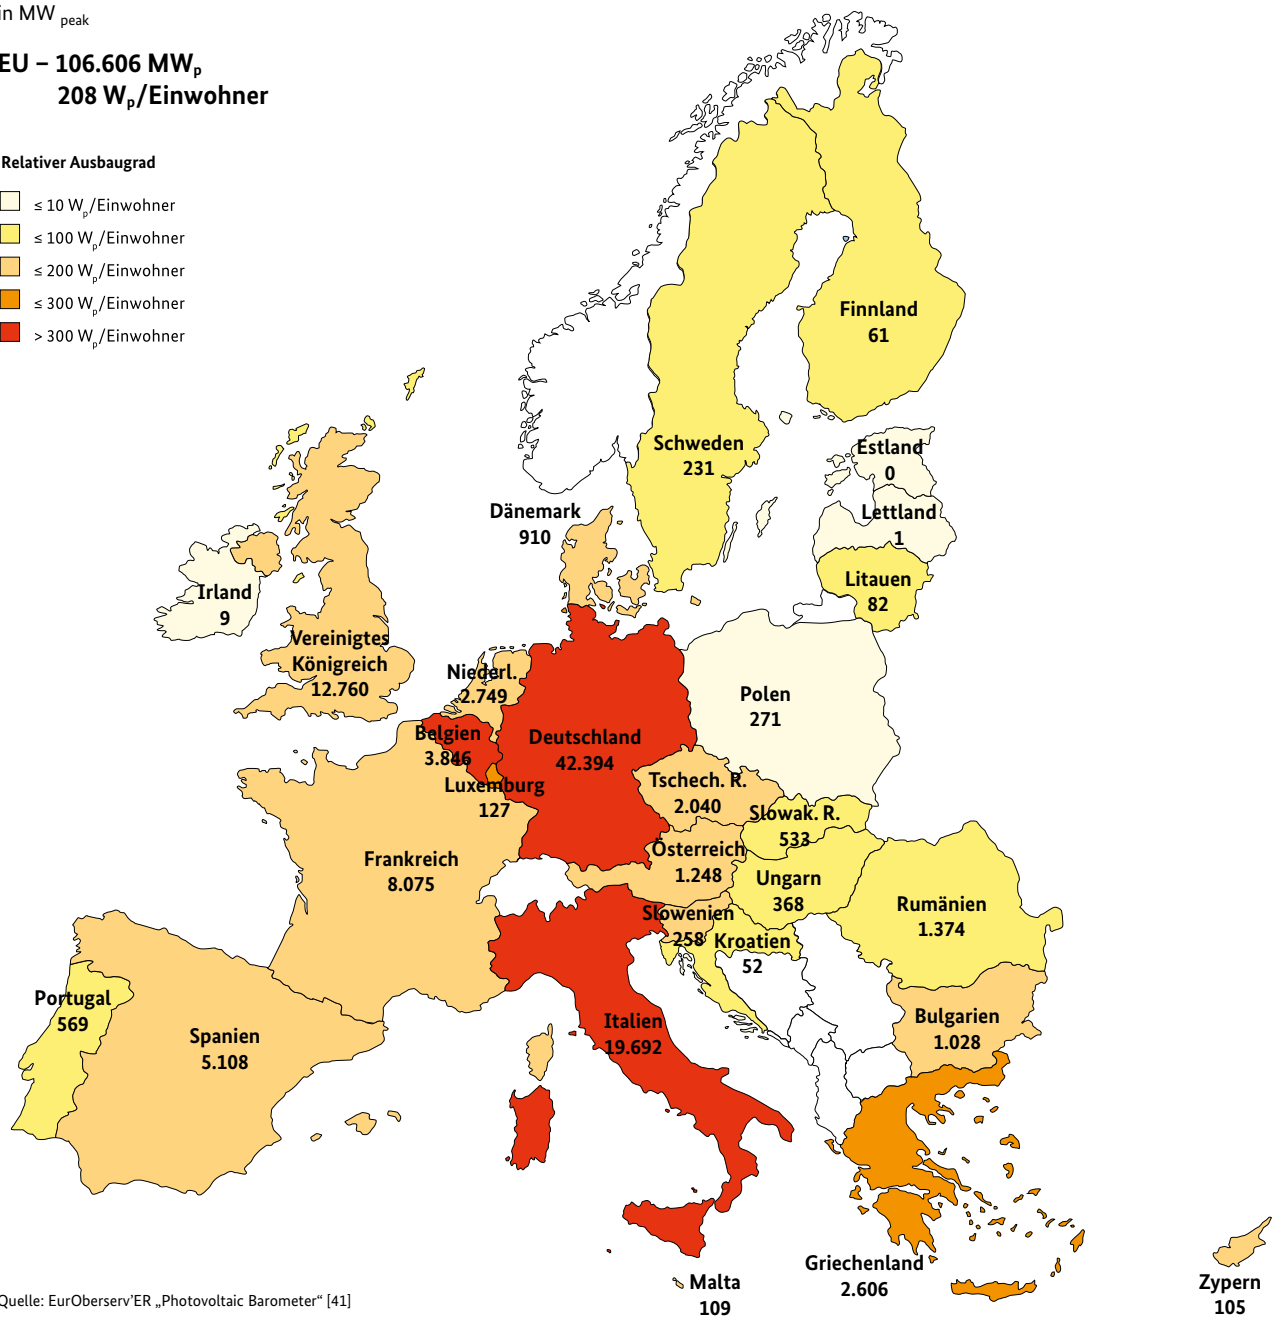 in MW peak
EU – 106.606 MWp
208 Wp/Einwohner
Relativer Ausbaugrad
≤ 10 Wp/Einwohner
≤ 100 Wp/Einwohner
≤ 200 Wp/Einwohner
≤ 300 Wp/Einwohner
> 300 Wp/Einwohner
Finnland
61
Schweden
231
Estland
0
Lettland
1
Dänemark
910
Litauen
82
Irland
9
Vereinigtes
Königreich
12.760
Niederl.
2.749
Polen
271
Belgien
3.846
Deutschland
42.394
Luxemburg
127
Tschech. R.
2.040
Slowak. R.
533
Österreich
1.248
Frankreich
8.075
Ungarn
368
Rumänien
1.374
Slowenien
258
Kroatien
52
Portugal
569
Spanien
5.108
Italien
19.692
Bulgarien
1.028
Griechenland
2.606
Malta
109
Zypern
105
Quelle: EurOberserv’ER „Photovoltaic Barometer“ [41]